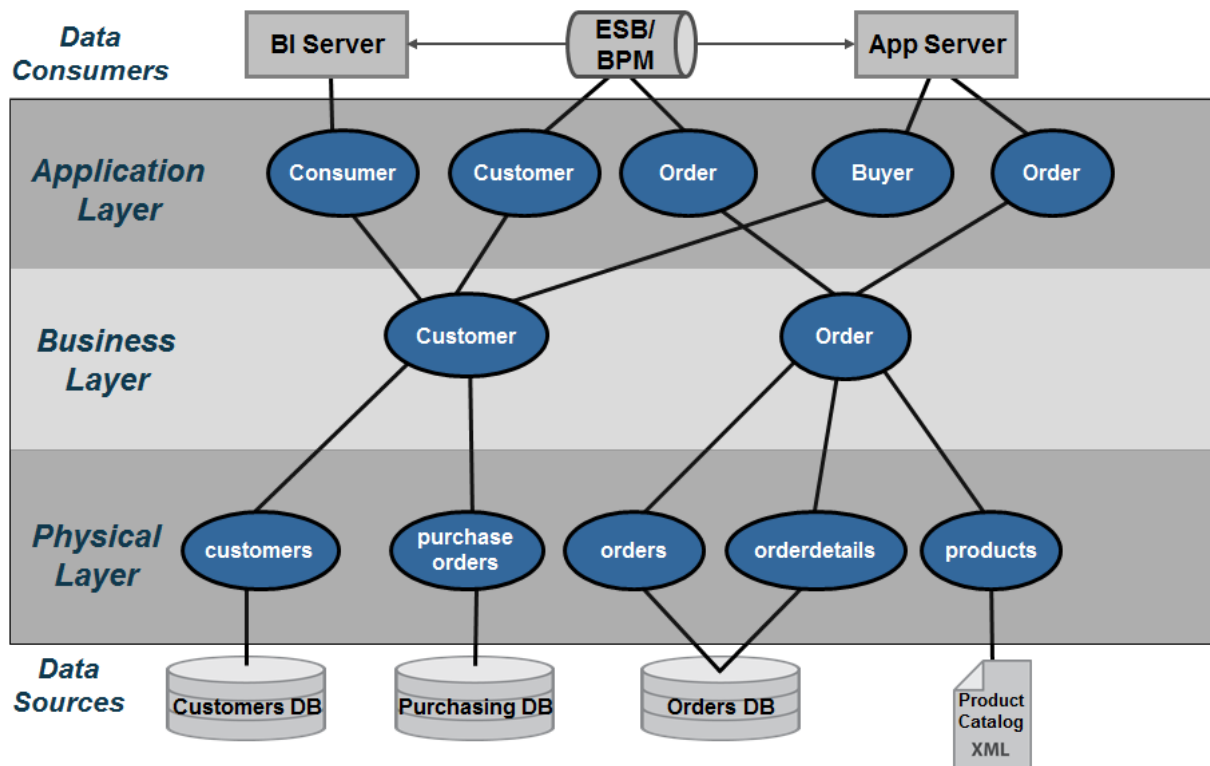 Data
Consumers
BI Server
ESB/
BPM
App Server
Application
Layer
Consumer
Customer
Order
Buyer
Order
Business
Layer
Customer
Order
Physical
Layer
customers
purchase
orders
orders
orderdetails
products
Data
Sources
Customers DB
Purchasing DB
Orders DB
Product
Catalog
XML